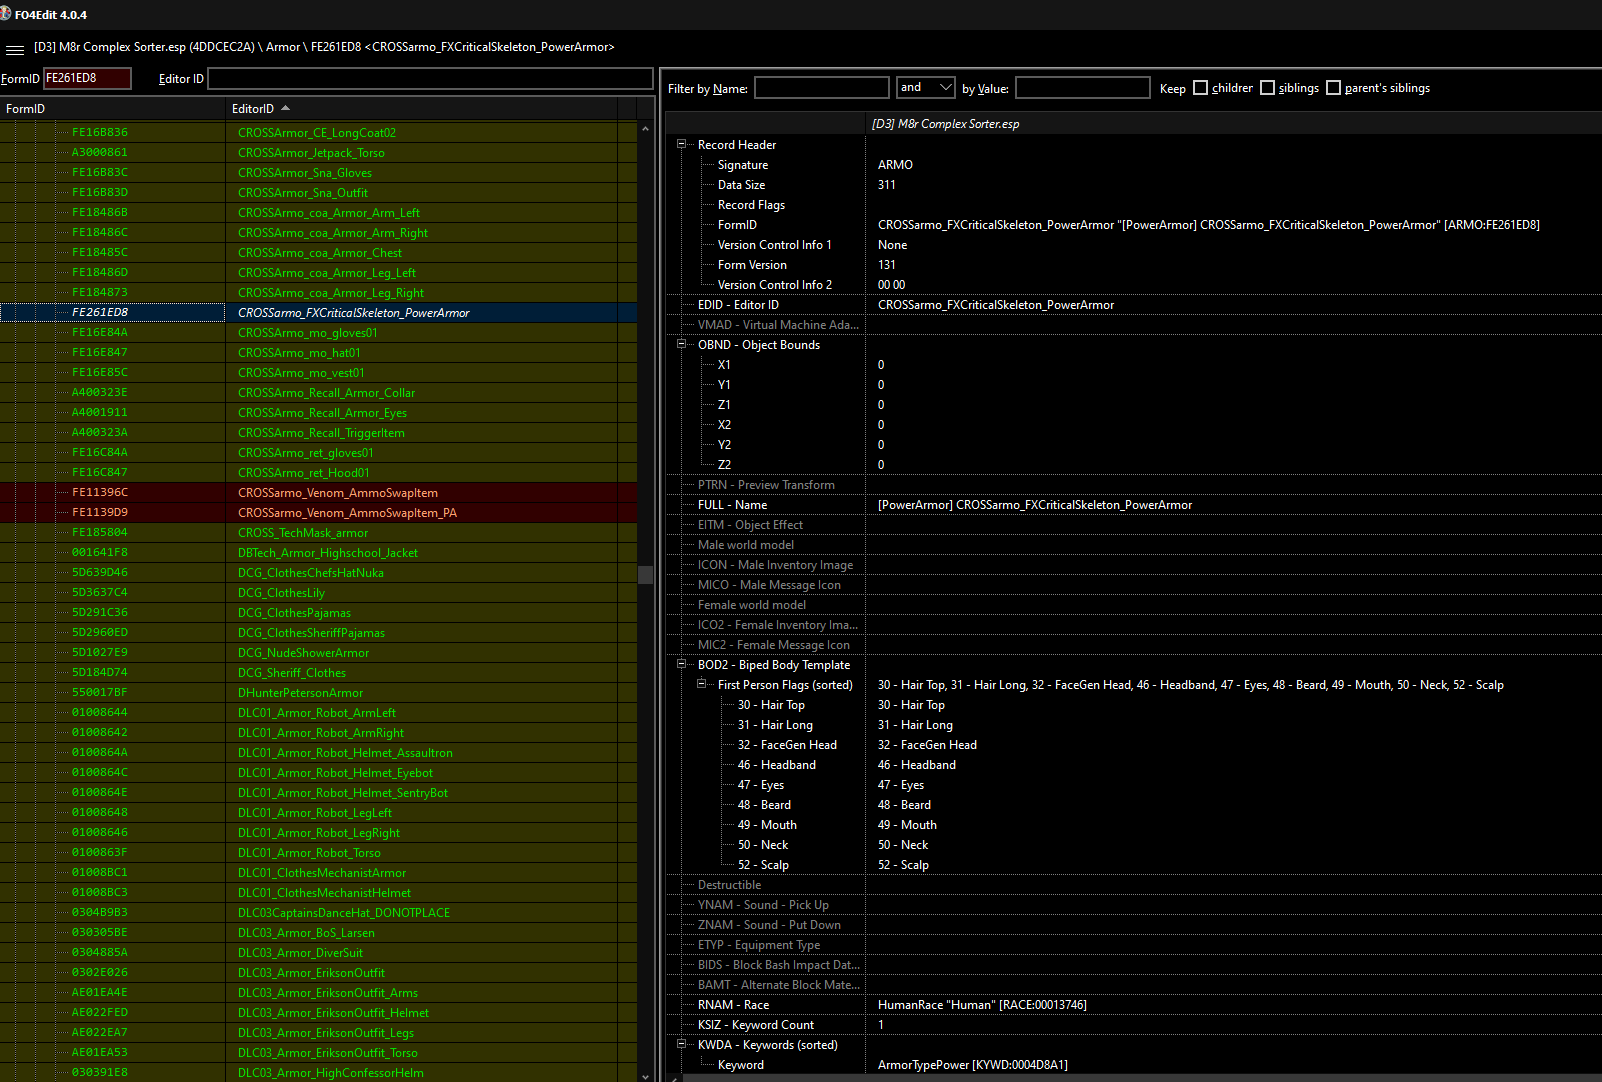 FO4Edit 4.0.4
[D3] M8r Complex Sorter.esp (4DDCEC2A) \ Armor \ FE261ED8 <CROSSarmo_FXCriticalSkeleton_PowerArmor>
FormID FE261ED8 Editor ID
FormID EditorID
FE16B836 CROSSArmor_CE_LongCoat02
A3000861 CROSSArmor_Jetpack_Torso
FE16B83C CROSSArmor_Sna_Gloves
FE16B83D CROSSArmor_Sna_Outfit
FE18486B CROSSArmo_coa_Armor_Arm_Left
FE18486C CROSSArmo_coa_Armor_Arm_Right
FE18485C CROSSArmo_coa_Armor_Chest
FE18486D CROSSArmo_coa_Armor_Leg_Left
FE184873 CROSSArmo_coa_Armor_Leg_Right
FE261ED8 CROSSarmo_FXCriticalSkeleton_PowerArmor
FE16E84A CROSSArmo_mo_gloves01
FE16E847 CROSSArmo_mo_hat01
FE16E85C CROSSArmo_mo_vest01
A400323E CROSSArmo_Recall_Armor_Collar
A4001911 CROSSArmo_Recall_Armor_Eyes
A400323A CROSSArmo_Recall_TriggerItem
FE16C84A CROSSArmo_ret_gloves01
FE16C847 CROSSArmo_ret_Hood01
FE11396C CROSSarmo_Venom_AmmoSwapItem
FE1139D9 CROSSarmo_Venom_AmmoSwapItem_PA
FE185804 CROSS_TechMask_armor
001641F8 DBTech_Armor_Highschool_Jacket
5D639D46 DCG_ClothesChefsHatNuka
5D3637C4 DCG_ClothesLily
5D291C36 DCG_ClothesPajamas
5D2960ED DCG_ClothesSheriffPajamas
5D1027E9 DCG_NudeShowerArmor
5D184D74 DCG_Sheriff_Clothes
550017BF DHunterPetersonArmor
01008644 DLC01_Armor_Robot_ArmLeft
01008642 DLC01_Armor_Robot_ArmRight
0100864A DLC01_Armor_Robot_Helmet_Assaultron
0100864C DLC01_Armor_Robot_Helmet_Eyebot
0100864E DLC01_Armor_Robot_Helmet_SentryBot
01008648 DLC01_Armor_Robot_LegLeft
01008646 DLC01_Armor_Robot_LegRight
0100863F DLC01_Armor_Robot_Torso
01008BC1 DLC01_ClothesMechanistArmor
01008BC3 DLC01_ClothesMechanistHelmet
0304B9B3 DLC03CaptainsDanceHat_DONOTPLACE
030305BE DLC03_Armor_BoS_Larsen
0304885A DLC03_Armor_DiverSuit
0302E026 DLC03_Armor_EriksonOutfit
AE01EA4E DLC03_Armor_EriksonOutfit_Arms
AE022FED DLC03_Armor_EriksonOutfit_Helmet
AE022EA7 DLC03_Armor_EriksonOutfit_Legs
AE01EA53 DLC03_Armor_EriksonOutfit_Torso
030391E8 DLC03_Armor_HighConfessorHelm
Filter by Name: and by Value: Keep children siblings parent's siblings
[D3] M8r Complex Sorter.esp
Record Header
Signature ARMO
Data Size 311
Record Flags
FormID CROSSarmo_FXCriticalSkeleton_PowerArmor "[PowerArmor] CROSSarmo_FXCriticalSkeleton_PowerArmor" [ARMO:FE261ED8]
Version Control Info 1 None
Form Version 131
Version Control Info 2 00 00
EDID - Editor ID CROSSarmo_FXCriticalSkeleton_PowerArmor
VMAD - Virtual Machine Ada...
OBND - Object Bounds
X1 0
Y1 0
Z1 0
X2 0
Y2 0
Z2 0
PTRN - Preview Transform
FULL - Name [PowerArmor] CROSSarmo_FXCriticalSkeleton_PowerArmor
EITM - Object Effect
Male world model
ICON - Male Inventory Image
MICO - Male Message Icon
Female world model
ICO2 - Female Inventory Ima...
MIC2 - Female Message Icon
BOD2 - Biped Body Template
First Person Flags (sorted) 30 - Hair Top, 31 - Hair Long, 32 - FaceGen Head, 46 - Headband, 47 - Eyes, 48 - Beard, 49 - Mouth, 50 - Neck, 52 - Scalp
30 - Hair Top 30 - Hair Top
31 - Hair Long 31 - Hair Long
32 - FaceGen Head 32 - FaceGen Head
46 - Headband 46 - Headband
47 - Eyes 47 - Eyes
48 - Beard 48 - Beard
49 - Mouth 49 - Mouth
50 - Neck 50 - Neck
52 - Scalp 52 - Scalp
Destructible
YNAM - Sound - Pick Up
ZNAM - Sound - Put Down
ETYP - Equipment Type
BIDS - Block Bash Impact Dat...
BAMT - Alternate Block Mate...
RNAM - Race HumanRace "Human" [RACE:00013746]
KSIZ - Keyword Count 1
KWDA - Keywords (sorted)
Keyword ArmorTypePower [KYWD:0004D8A1]